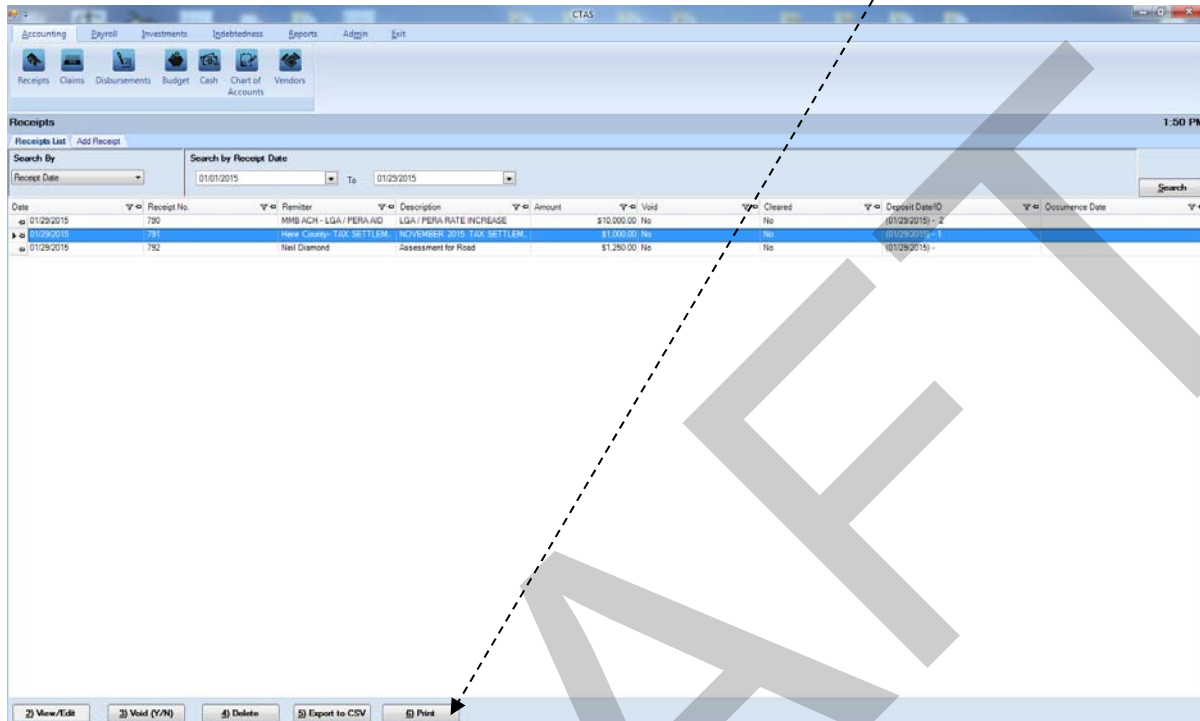 CTAS
Accounting Payroll Investments Indebtedness Reports Admin Exit
Receipts Claims Disbursements Budget Cash Chart of Accounts Vendors
Receipts 1:50 PM
Receipts List Add Receipt
Search By Search by Receipt Date
Receipt Date 01/01/2015 To 01/29/2015 Search
Date Receipt No. Remitter Description Amount Void Cleared Deposit Date/ID Occurrence Date
01/29/2015 790 MMB ACH - LGA / PERA AID LGA / PERA RATE INCREASE $10,000.00 No No (01/29/2015) - 2
01/29/2015 791 Here County- TAX SETTLEM... NOVEMBER 2015 TAX SETTLEM... $1,000.00 No No (01/29/2015) - 1
01/29/2015 792 Neil Diamond Assessment for Road $1,250.00 No No (01/29/2015) -
2) View/Edit 3) Void (Y/N) 4) Delete 5) Export to CSV 6) Print
AFT